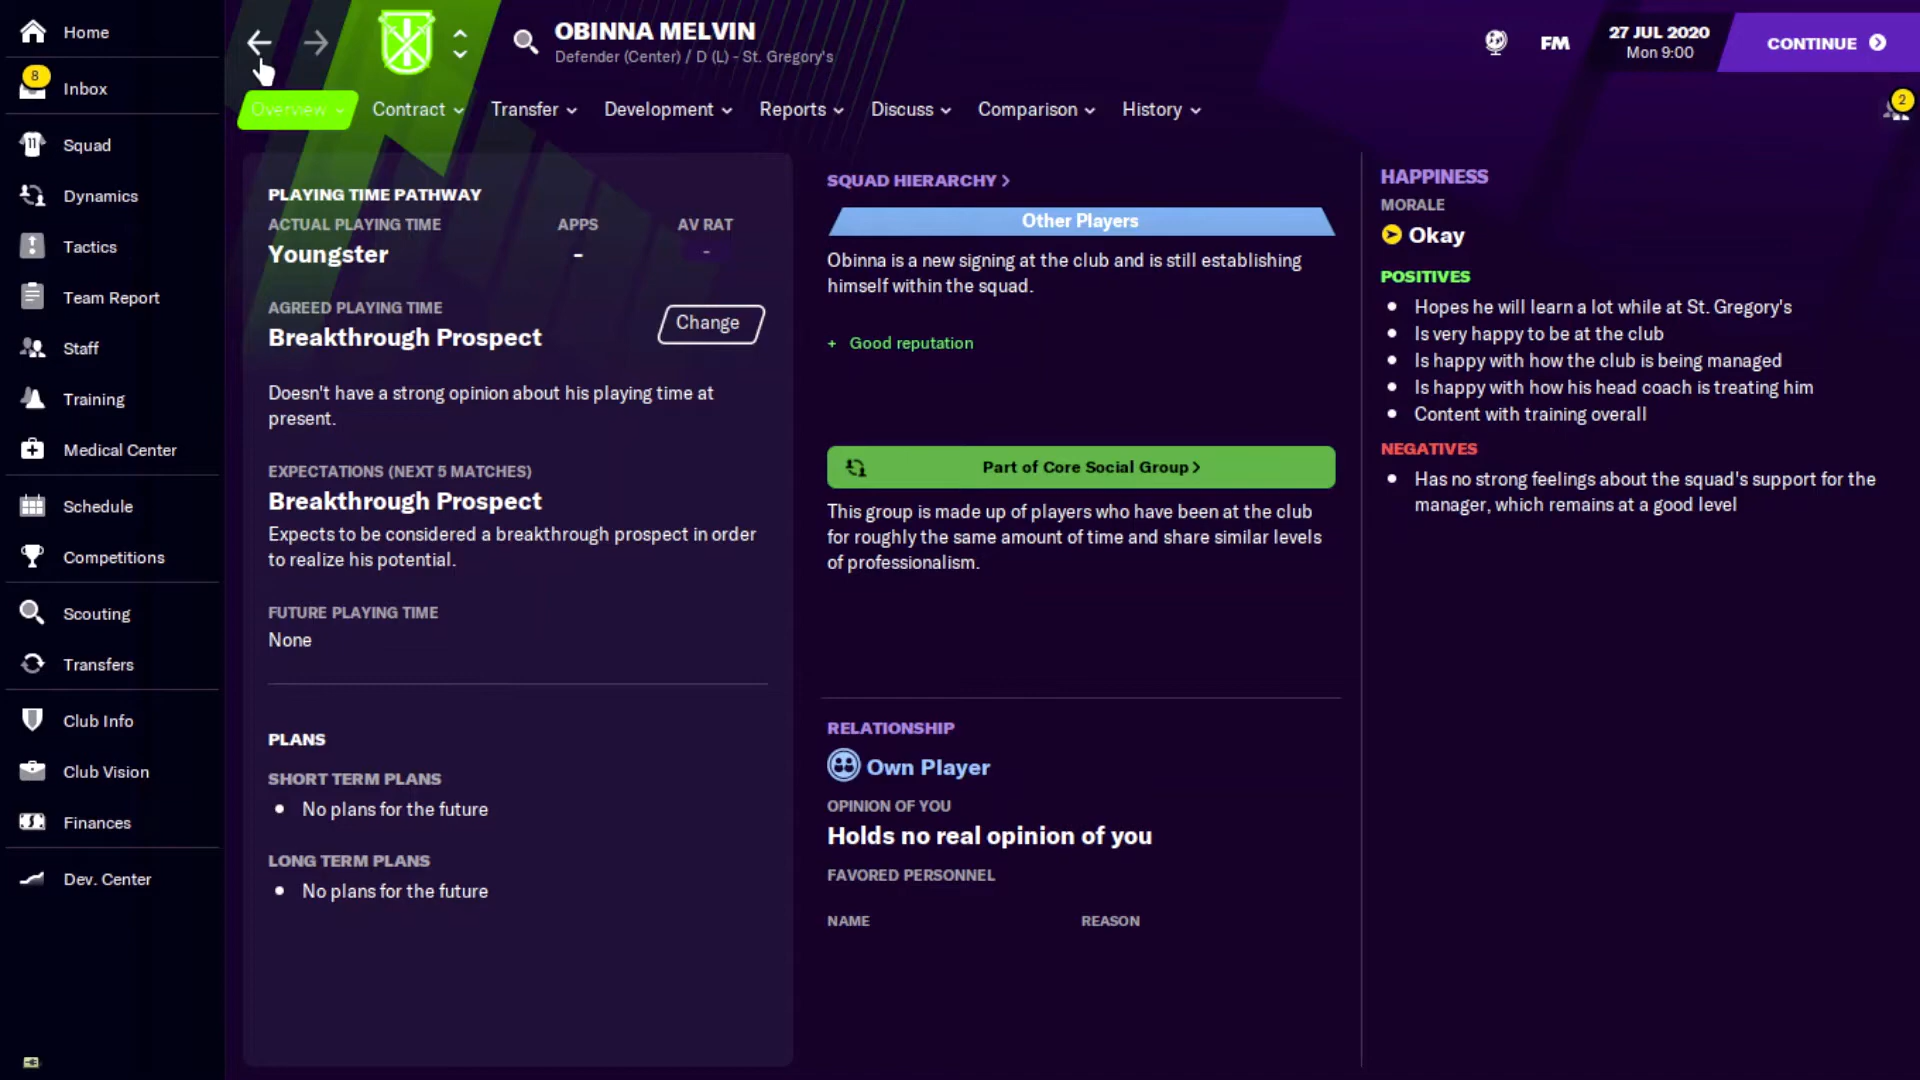 Home
8
Inbox
11
Squad
Dynamics
Tactics
Team Report
Staff
Training
Medical Center
Schedule
Competitions
Scouting
Transfers
Club Info
Club Vision
Finances
Dev. Center
OBINNA MELVIN
Defender (Center) / D (L) - St. Gregory's
FM
27 JUL 2020
Mon 9:00
CONTINUE
Overview
Contract
Transfer
Development
Reports
Discuss
Comparison
History
2
PLAYING TIME PATHWAY
ACTUAL PLAYING TIME APPS AV RAT
Youngster - -
AGREED PLAYING TIME
Breakthrough Prospect
Change
Doesn't have a strong opinion about his playing time at
present.
EXPECTATIONS (NEXT 5 MATCHES)
Breakthrough Prospect
Expects to be considered a breakthrough prospect in order
to realize his potential.
FUTURE PLAYING TIME
None
PLANS
SHORT TERM PLANS
• No plans for the future
LONG TERM PLANS
• No plans for the future
SQUAD HIERARCHY >
Other Players
Obinna is a new signing at the club and is still establishing
himself within the squad.
+ Good reputation
Part of Core Social Group >
This group is made up of players who have been at the club
for roughly the same amount of time and share similar levels
of professionalism.
RELATIONSHIP
Own Player
OPINION OF YOU
Holds no real opinion of you
FAVORED PERSONNEL
NAME REASON
HAPPINESS
MORALE
Okay
POSITIVES
• Hopes he will learn a lot while at St. Gregory's
• Is very happy to be at the club
• Is happy with how the club is being managed
• Is happy with how his head coach is treating him
• Content with training overall
NEGATIVES
• Has no strong feelings about the squad's support for the
manager, which remains at a good level